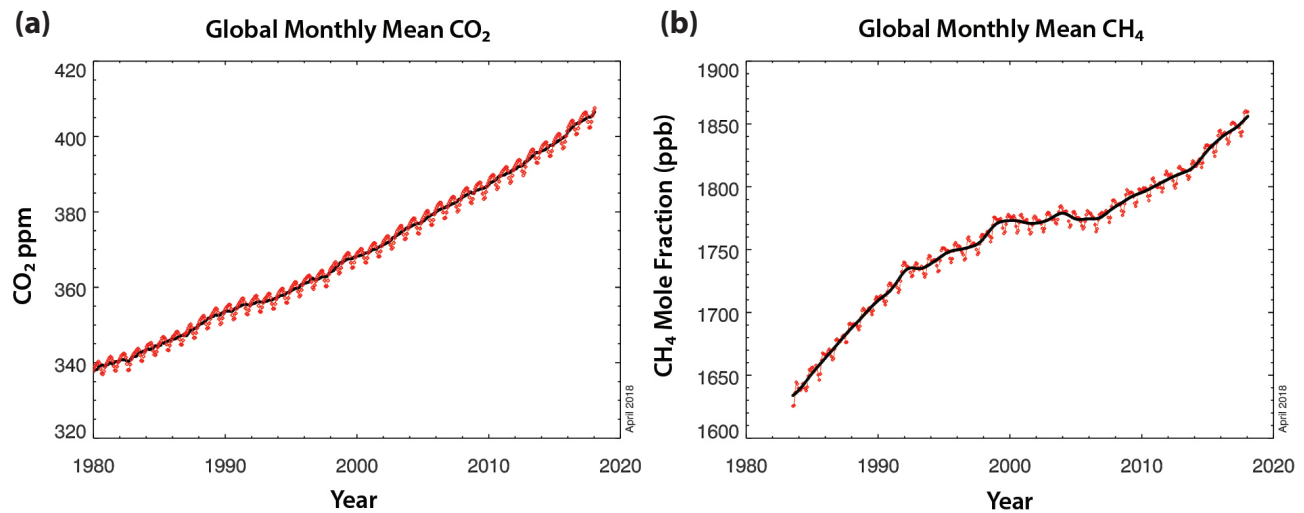 (a)
Global Monthly Mean CO₂
CO₂ ppm
420
400
380
360
340
320
1980
1990
2000
2010
2020
Year
April 2018
(b)
Global Monthly Mean CH₄
CH₄ Mole Fraction (ppb)
1900
1850
1800
1750
1700
1650
1600
1980
1990
2000
2010
2020
Year
April 2018